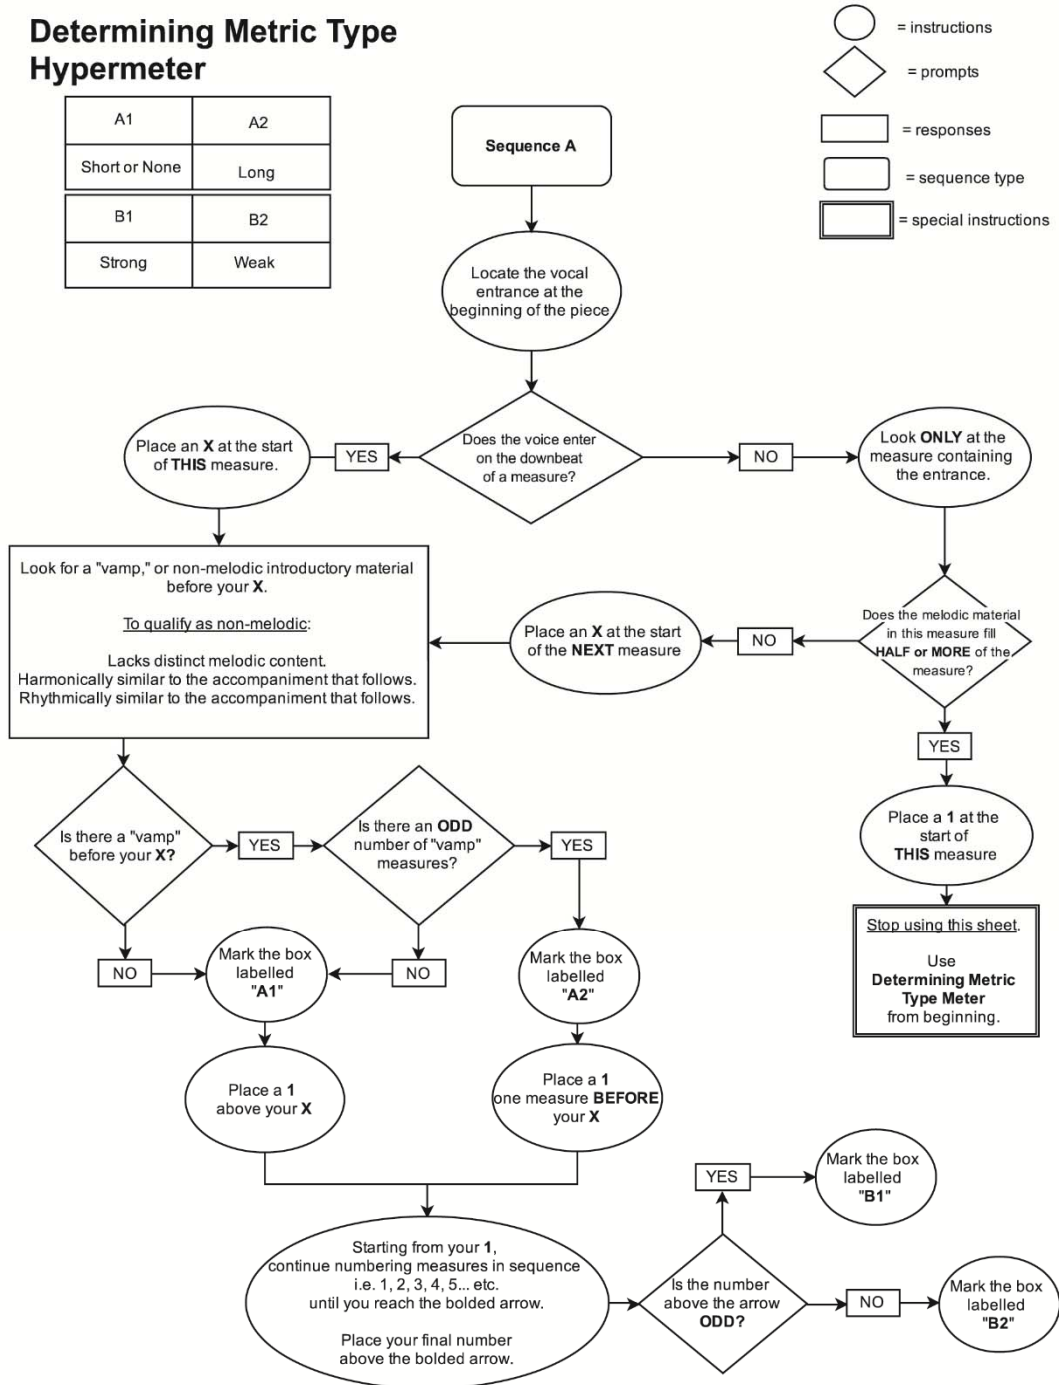 Determining Metric Type
Hypermeter
= instructions
= prompts
= responses
= sequence type
= special instructions
A1
A2
Short or None
Long
B1
B2
Strong
Weak
Sequence A
Locate the vocal
entrance at the
beginning of the piece
Does the voice enter
on the downbeat
of a measure?
YES
Place an X at the start
of THIS measure.
NO
Look ONLY at the
measure containing
the entrance.
Does the melodic material
in this measure fill
HALF or MORE of the
measure?
NO
Place an X at the start
of the NEXT measure
YES
Place a 1 at the
start of
THIS measure
Stop using this sheet.
Use
Determining Metric
Type Meter
from beginning.
Look for a "vamp," or non-melodic introductory material
before your X.
To qualify as non-melodic:
Lacks distinct melodic content.
Harmonically similar to the accompaniment that follows.
Rhythmically similar to the accompaniment that follows.
Is there a "vamp"
before your X?
YES
Is there an ODD
number of "vamp"
measures?
YES
NO
Mark the box
labelled
"A1"
NO
Mark the box
labelled
"A2"
Place a 1
above your X
Place a 1
one measure BEFORE
your X
Starting from your 1,
continue numbering measures in sequence
i.e. 1, 2, 3, 4, 5... etc.
until you reach the bolded arrow.
Place your final number
above the bolded arrow.
Is the number
above the arrow
ODD?
YES
Mark the box
labelled
"B1"
NO
Mark the box
labelled
"B2"